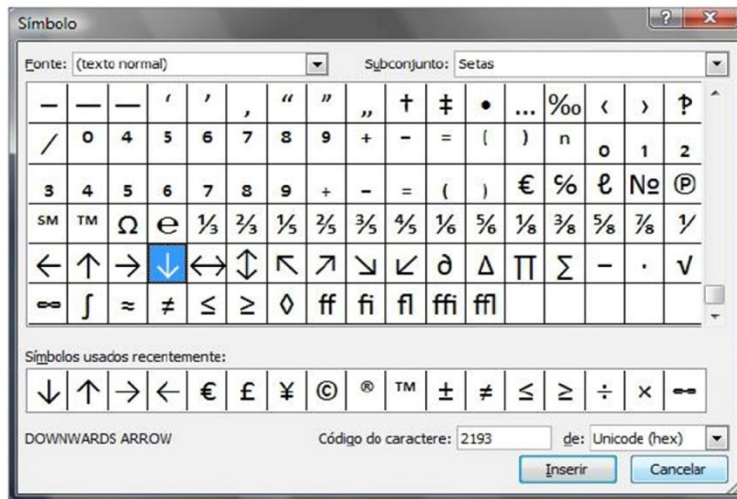 Símbolo
Fonte: (texto normal) Subconjunto: Setas
– — ― ‘ ’ ‚ “ ” „ † ‡ • … ‰ ‹ › ‽
⁄ ⁰ ⁴ ⁵ ⁶ ⁷ ⁸ ⁹ ⁺ ⁻ ⁼ ⁽ ⁾ ⁿ ₀ ₁ ₂
₃ ₄ ₅ ₆ ₇ ₈ ₉ ₊ ₋ ₌ ₍ ₎ € ℅ ℓ № ℗
℠ ™ Ω ℮ ⅓ ⅔ ⅕ ⅖ ⅗ ⅘ ⅙ ⅚ ⅛ ⅜ ⅝ ⅞ ⅟
← ↑ → ↓ ↔ ↕ ↖ ↗ ↘ ↙ ∂ ∆ ∏ ∑ − ∙ √
∞ ∫ ≈ ≠ ≤ ≥ ◊ ff fi fl ffi ffl
Símbolos usados recentemente:
↓ ↑ → ← € £ ¥ © ® ™ ± ≠ ≤ ≥ ÷ × ∞
DOWNWARDS ARROW Código do caractere: 2193 de: Unicode (hex)
Inserir Cancelar